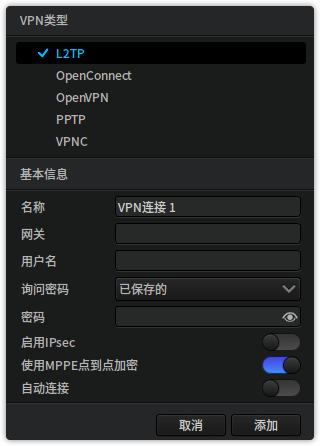 VPN类型
L2TP
OpenConnect
OpenVPN
PPTP
VPNC
基本信息
名称 VPN连接 1
网关
用户名
询问密码 已保存的
密码
启用IPsec
使用MPPE点到点加密
自动连接
取消 添加